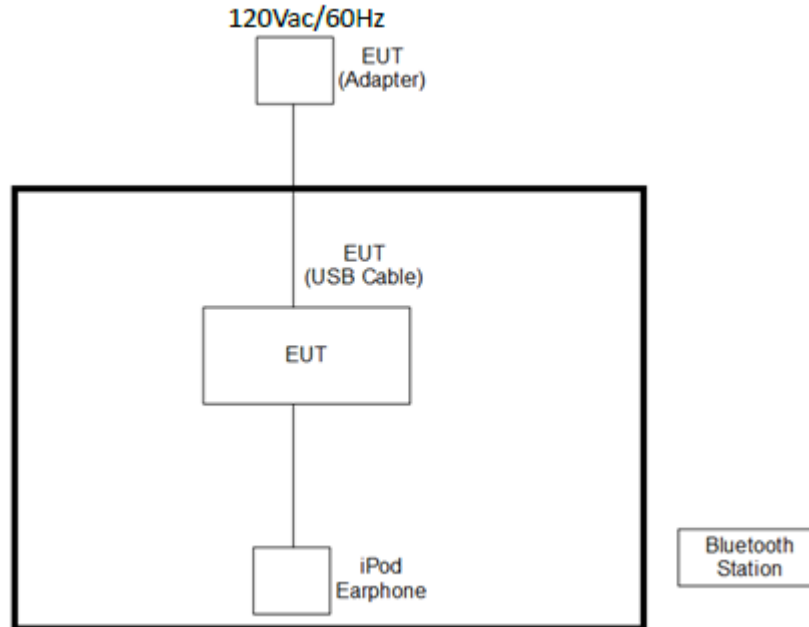 120Vac/60Hz
EUT
(Adapter)
EUT
(USB Cable)
EUT
iPod
Earphone
Bluetooth
Station